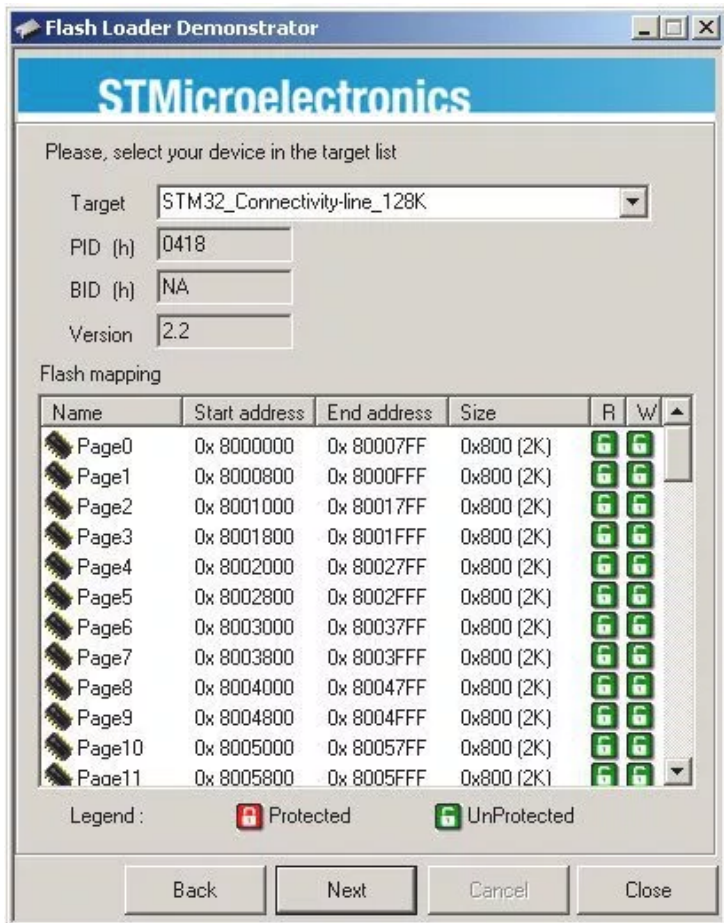 Flash Loader Demonstrator
STMicroelectronics
Please, select your device in the target list
Target STM32_Connectivity-line_128K
PID (h) 0418
BID (h) NA
Version 2.2
Flash mapping
Name Start address End address Size R W
Page0 0x 8000000 0x 80007FF 0x800 (2K)
Page1 0x 8000800 0x 8000FFF 0x800 (2K)
Page2 0x 8001000 0x 80017FF 0x800 (2K)
Page3 0x 8001800 0x 8001FFF 0x800 (2K)
Page4 0x 8002000 0x 80027FF 0x800 (2K)
Page5 0x 8002800 0x 8002FFF 0x800 (2K)
Page6 0x 8003000 0x 80037FF 0x800 (2K)
Page7 0x 8003800 0x 8003FFF 0x800 (2K)
Page8 0x 8004000 0x 80047FF 0x800 (2K)
Page9 0x 8004800 0x 8004FFF 0x800 (2K)
Page10 0x 8005000 0x 80057FF 0x800 (2K)
Page11 0x 8005800 0x 8005FFF 0x800 (2K)
Legend : Protected UnProtected
Back Next Cancel Close